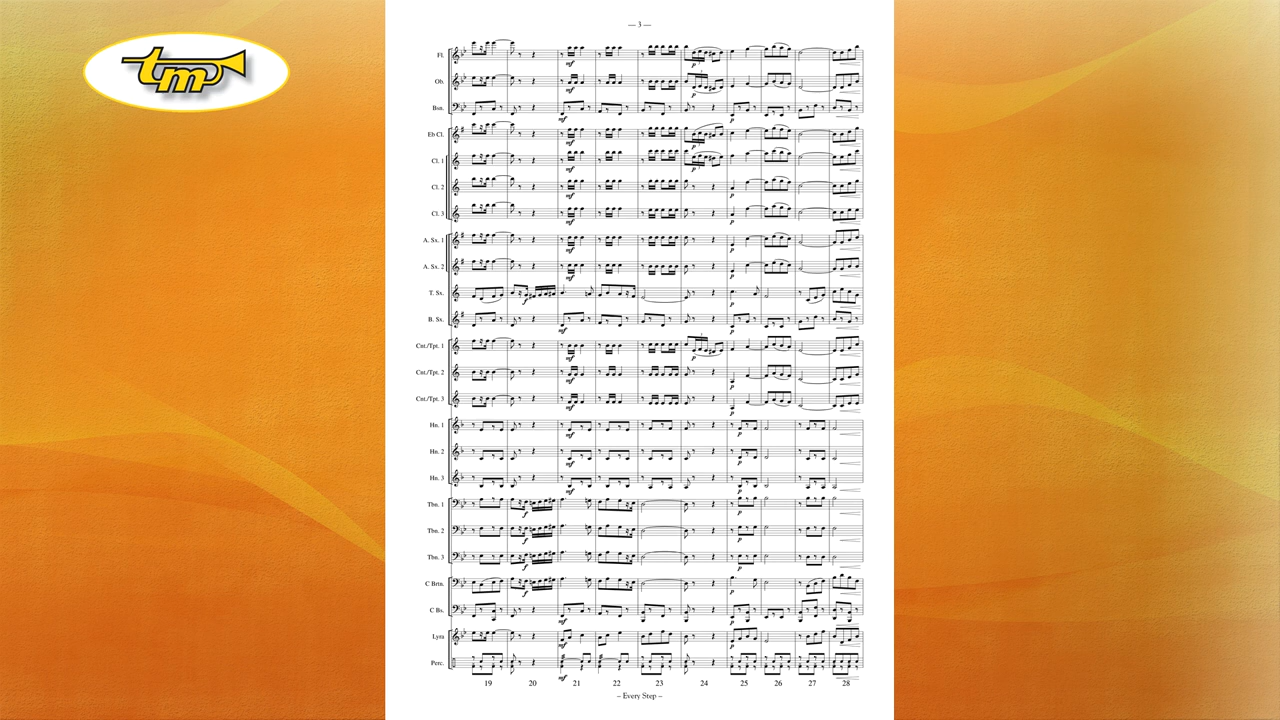 tm
— 3 —
Fl.
Ob.
Bsn.
Eb Cl.
Cl. 1
Cl. 2
Cl. 3
A. Sx. 1
A. Sx. 2
T. Sx.
B. Sx.
Cnt./Tpt. 1
Cnt./Tpt. 2
Cnt./Tpt. 3
Hn. 1
Hn. 2
Hn. 3
Tbn. 1
Tbn. 2
Tbn. 3
C Brtn.
C Bs.
Lyra
Perc.
19 20 21 22 23 24 25 26 27 28
– Every Step –